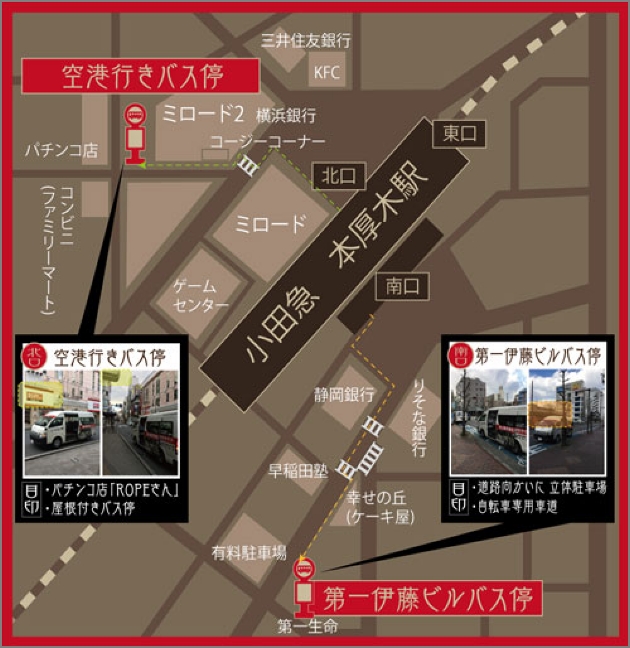 三井住友銀行
KFC
空港行きバス停
ミロード2
横浜銀行
コージーコーナー
パチンコ店
東口
北口
コンビニ
(ファミリーマート)
ミロード
小田急 本厚木駅
ゲーム
センター
南口
北口
空港行きバス停
・パチンコ店「ROPEさん」
目印
・屋根付きバス停
南口
第一伊藤ビルバス停
・道路向かいに 立体駐車場
目印
・自転車専用車道
静岡銀行
りそな銀行
早稲田塾
幸せの丘
(ケーキ屋)
有料駐車場
第一伊藤ビルバス停
第一生命